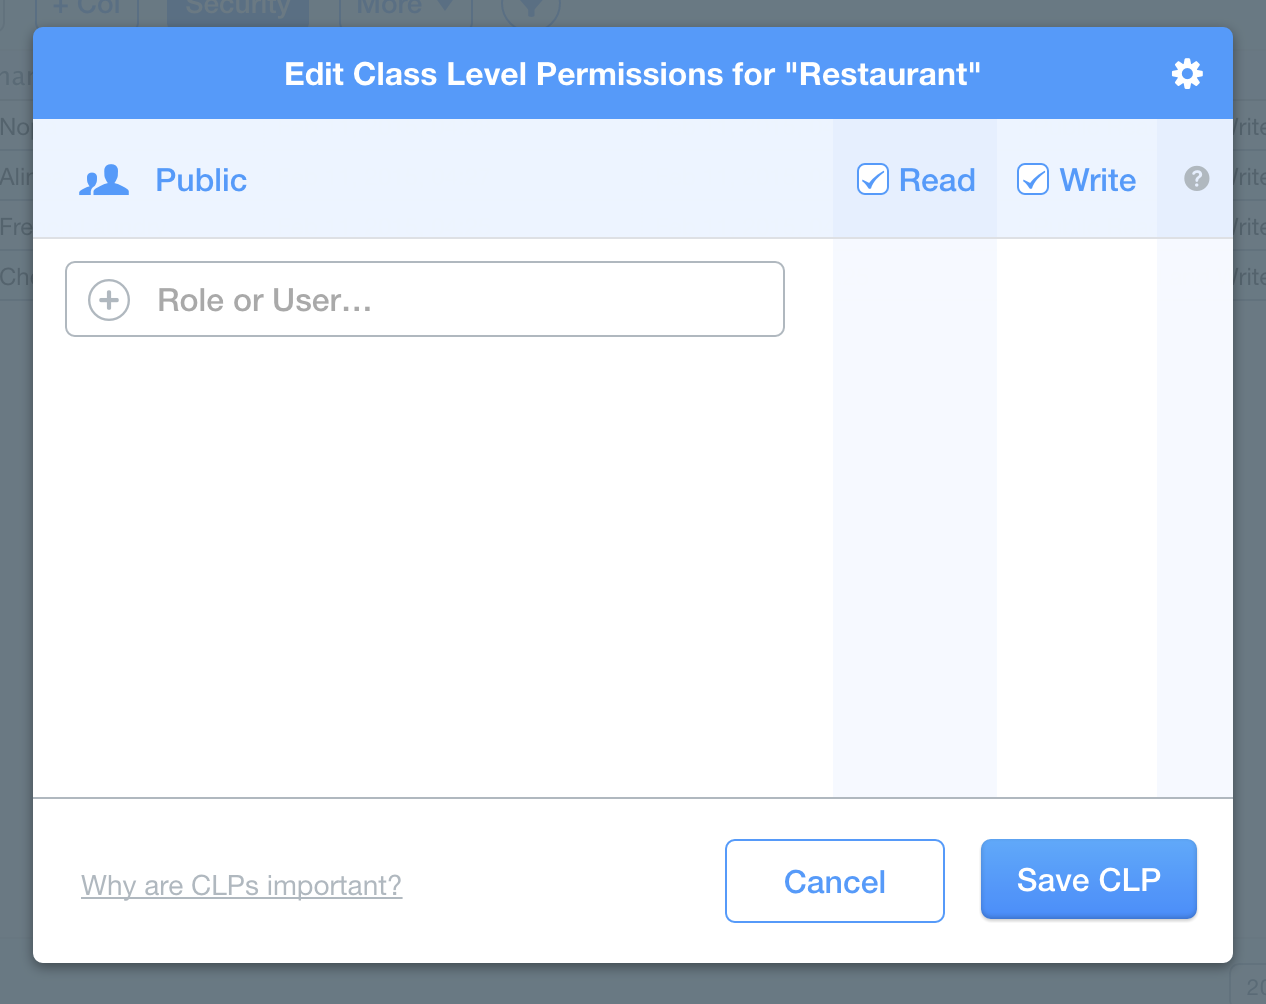 + Col
Security
More
Edit Class Level Permissions for "Restaurant"
Public
Read
Write
?
Role or User...
Why are CLPs important?
Cancel
Save CLP